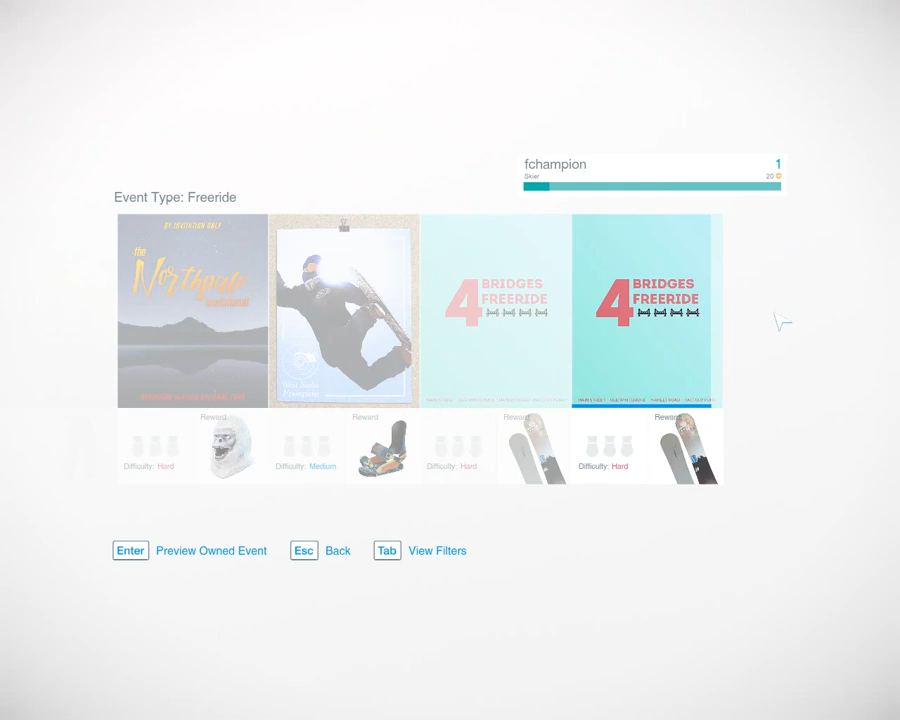 fchampion 1
Skier 20
Event Type: Freeride
BY INVITATION ONLY
the
Northpole
4 BRIDGES
FREERIDE
4 BRIDGES
FREERIDE
Reward
Difficulty: Hard
Reward
Difficulty: Medium
Reward
Difficulty: Hard
Reward
Difficulty: Hard
Enter Preview Owned Event Esc Back Tab View Filters